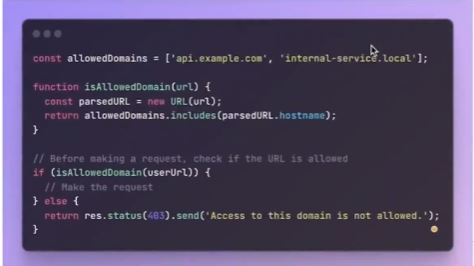 const allowedDomains = ['api.example.com', 'internal-service.local'];
function isAllowedDomain(url) {
const parsedURL = new URL(url);
return allowedDomains.includes(parsedURL.hostname);
}
// Before making a request, check if the URL is allowed
if (isAllowedDomain(userUrl)) {
// Make the request
} else {
return res.status(403).send('Access to this domain is not allowed.');
}